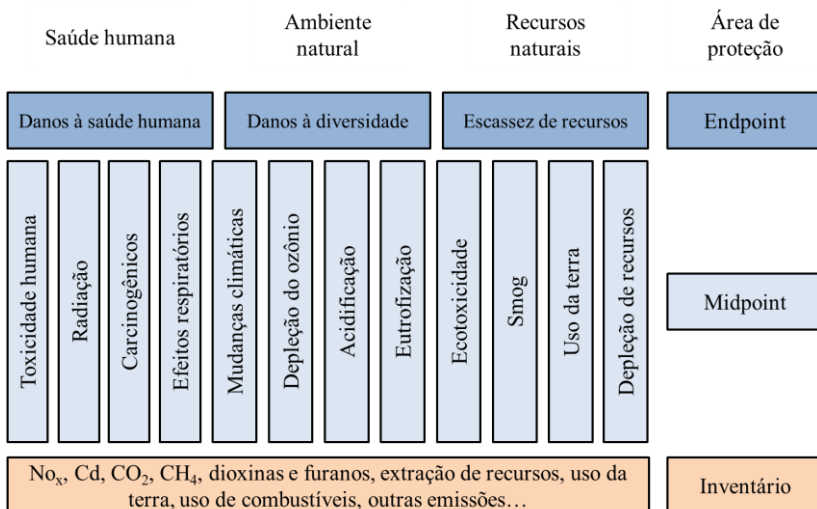 Saúde humana
Ambiente
natural
Recursos
naturais
Área de
proteção
Danos à saúde humana
Danos à diversidade
Escassez de recursos
Endpoint
Toxicidade humana
Radiação
Carcinogênicos
Efeitos respiratórios
Mudanças climáticas
Depleção do ozônio
Acidificação
Eutrofização
Ecotoxicidade
Smog
Uso da terra
Depleção de recursos
Midpoint
Noₓ, Cd, CO₂, CH₄, dioxinas e furanos, extração de recursos, uso da
terra, uso de combustíveis, outras emissões…
Inventário